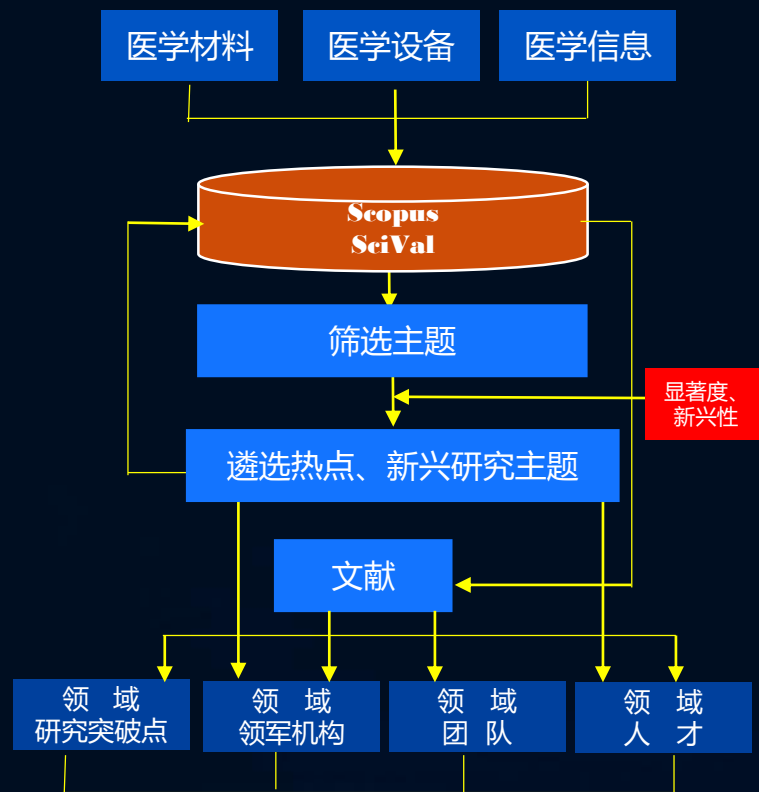 医学材料
医学设备
医学信息
Scopus
SciVal
筛选主题
显著度、
新兴性
遴选热点、新兴研究主题
文献
领 域
研究突破点
领 域
领军机构
领 域
团 队
领 域
人 才